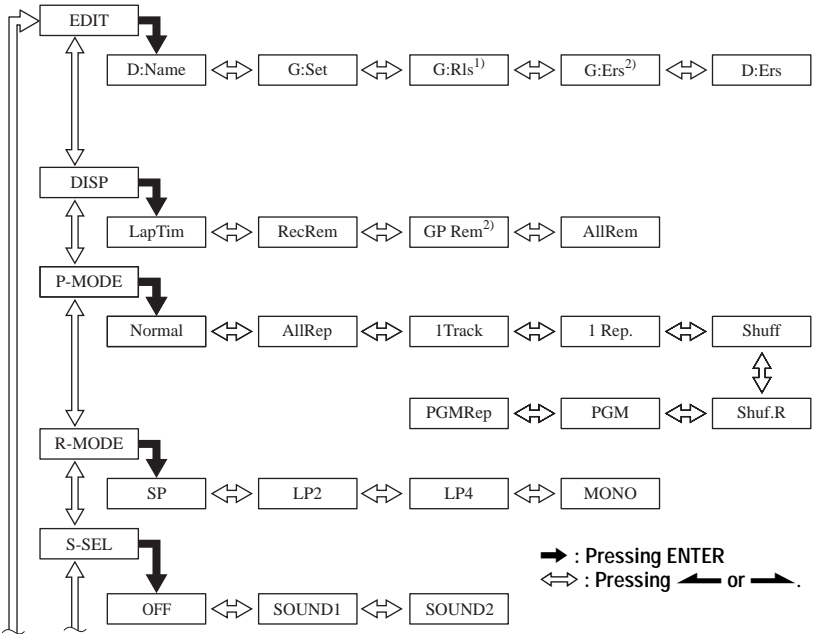 EDIT
D:Name G:Set G:Rls1) G:Ers2) D:Ers
DISP
LapTim RecRem GP Rem2) AllRem
P-MODE
Normal AllRep 1Track 1 Rep. Shuff
PGMRep PGM Shuf.R
R-MODE
SP LP2 LP4 MONO
S-SEL
: Pressing ENTER
: Pressing or .
OFF SOUND1 SOUND2